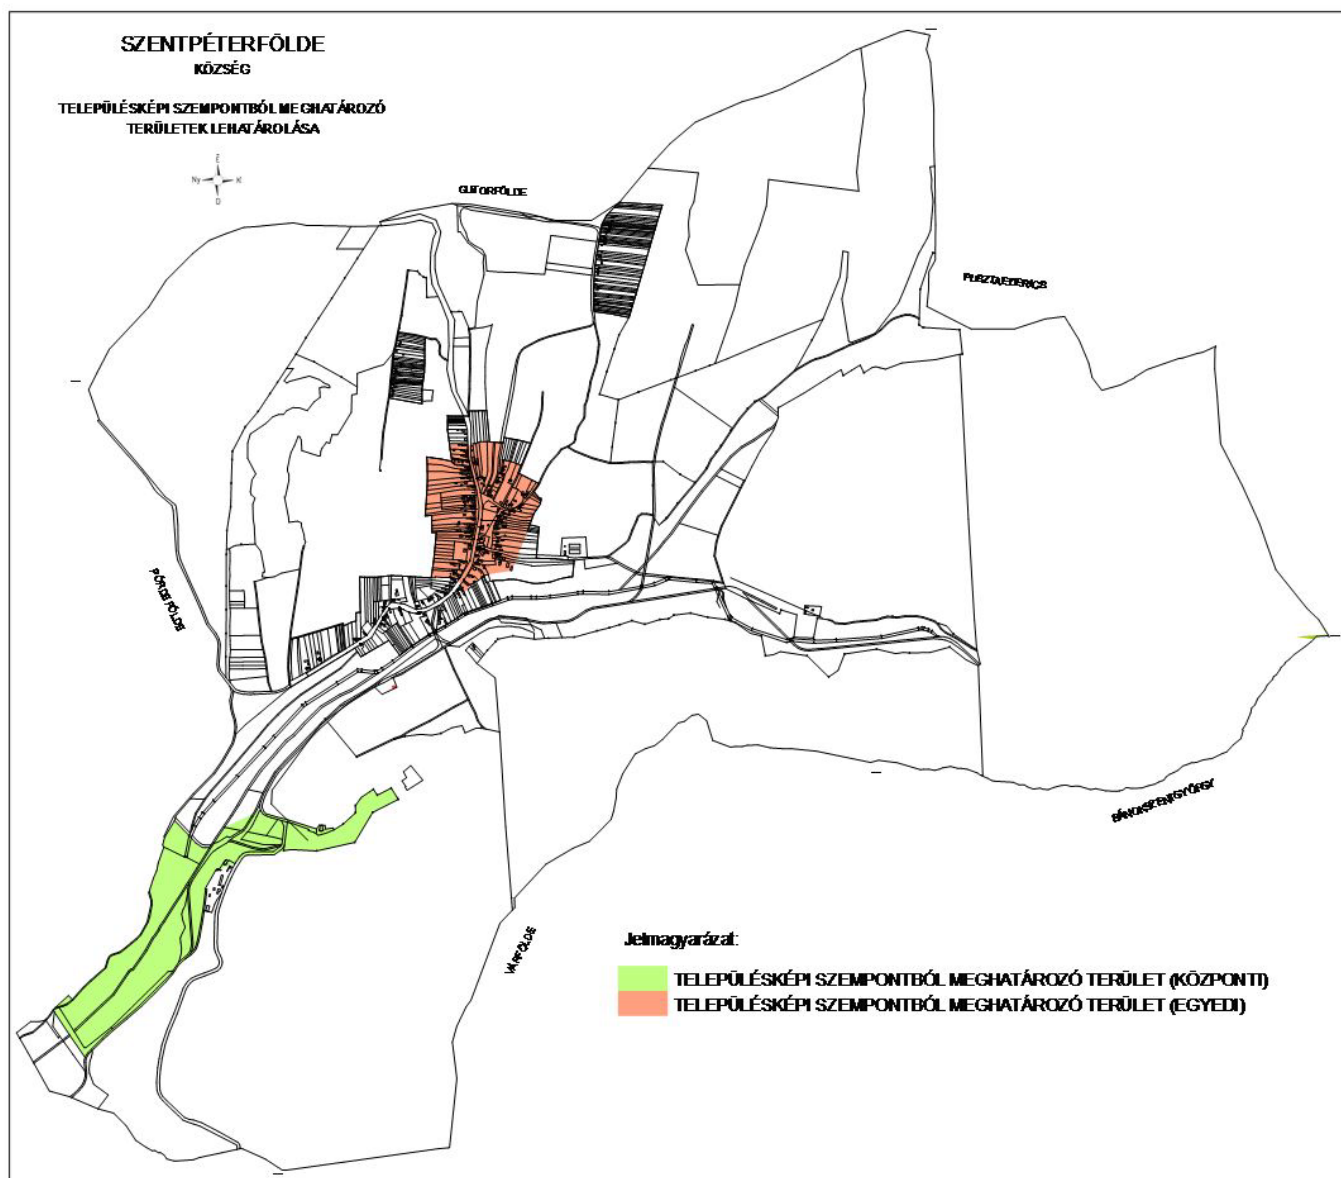 SZENTPÉTERFÖLDE
KÖZSÉG
TELEPÜLÉSKÉPI SZEMPONTBÓL MEGHATÁROZÓ
TERÜLETEK LEHATÁROLÁSA
É
Ny
K
D
GUTORFÖLDE
PUSZTAEDERICS
PÖRDEFÖLDE
BÁNOKSZENTGYÖRGY
VÁRFÖLDE
Jelmagyarázat:
TELEPÜLÉSKÉPI SZEMPONTBÓL MEGHATÁROZÓ TERÜLET (KÖZPONTI)
TELEPÜLÉSKÉPI SZEMPONTBÓL MEGHATÁROZÓ TERÜLET (EGYEDI)